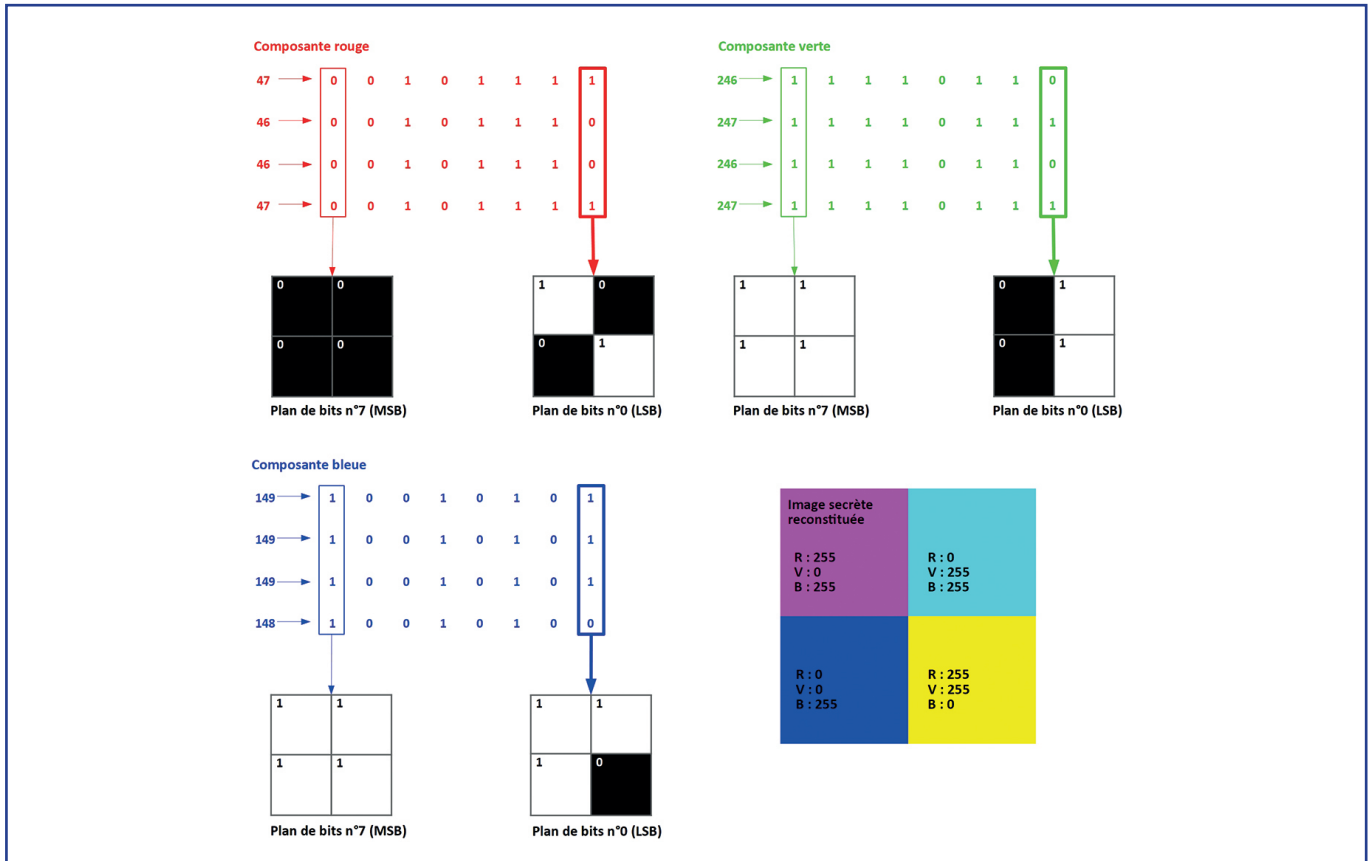 Composante rouge
47 0 0 1 0 1 1 1 1
46 0 0 1 0 1 1 1 0
46 0 0 1 0 1 1 1 0
47 0 0 1 0 1 1 1 1
0 0
0 0
Plan de bits n°7 (MSB)
1 0
0 1
Plan de bits n°0 (LSB)
Composante verte
246 1 1 1 1 0 1 1 0
247 1 1 1 1 0 1 1 1
246 1 1 1 1 0 1 1 0
247 1 1 1 1 0 1 1 1
1 1
1 1
Plan de bits n°7 (MSB)
0 1
0 1
Plan de bits n°0 (LSB)
Composante bleue
149 1 0 0 1 0 1 0 1
149 1 0 0 1 0 1 0 1
149 1 0 0 1 0 1 0 1
148 1 0 0 1 0 1 0 0
1 1
1 1
Plan de bits n°7 (MSB)
1 1
1 0
Plan de bits n°0 (LSB)
Image secrète
reconstituée
R : 255
V : 0
B : 255
R : 0
V : 255
B : 255
R : 0
V : 0
B : 255
R : 255
V : 255
B : 0